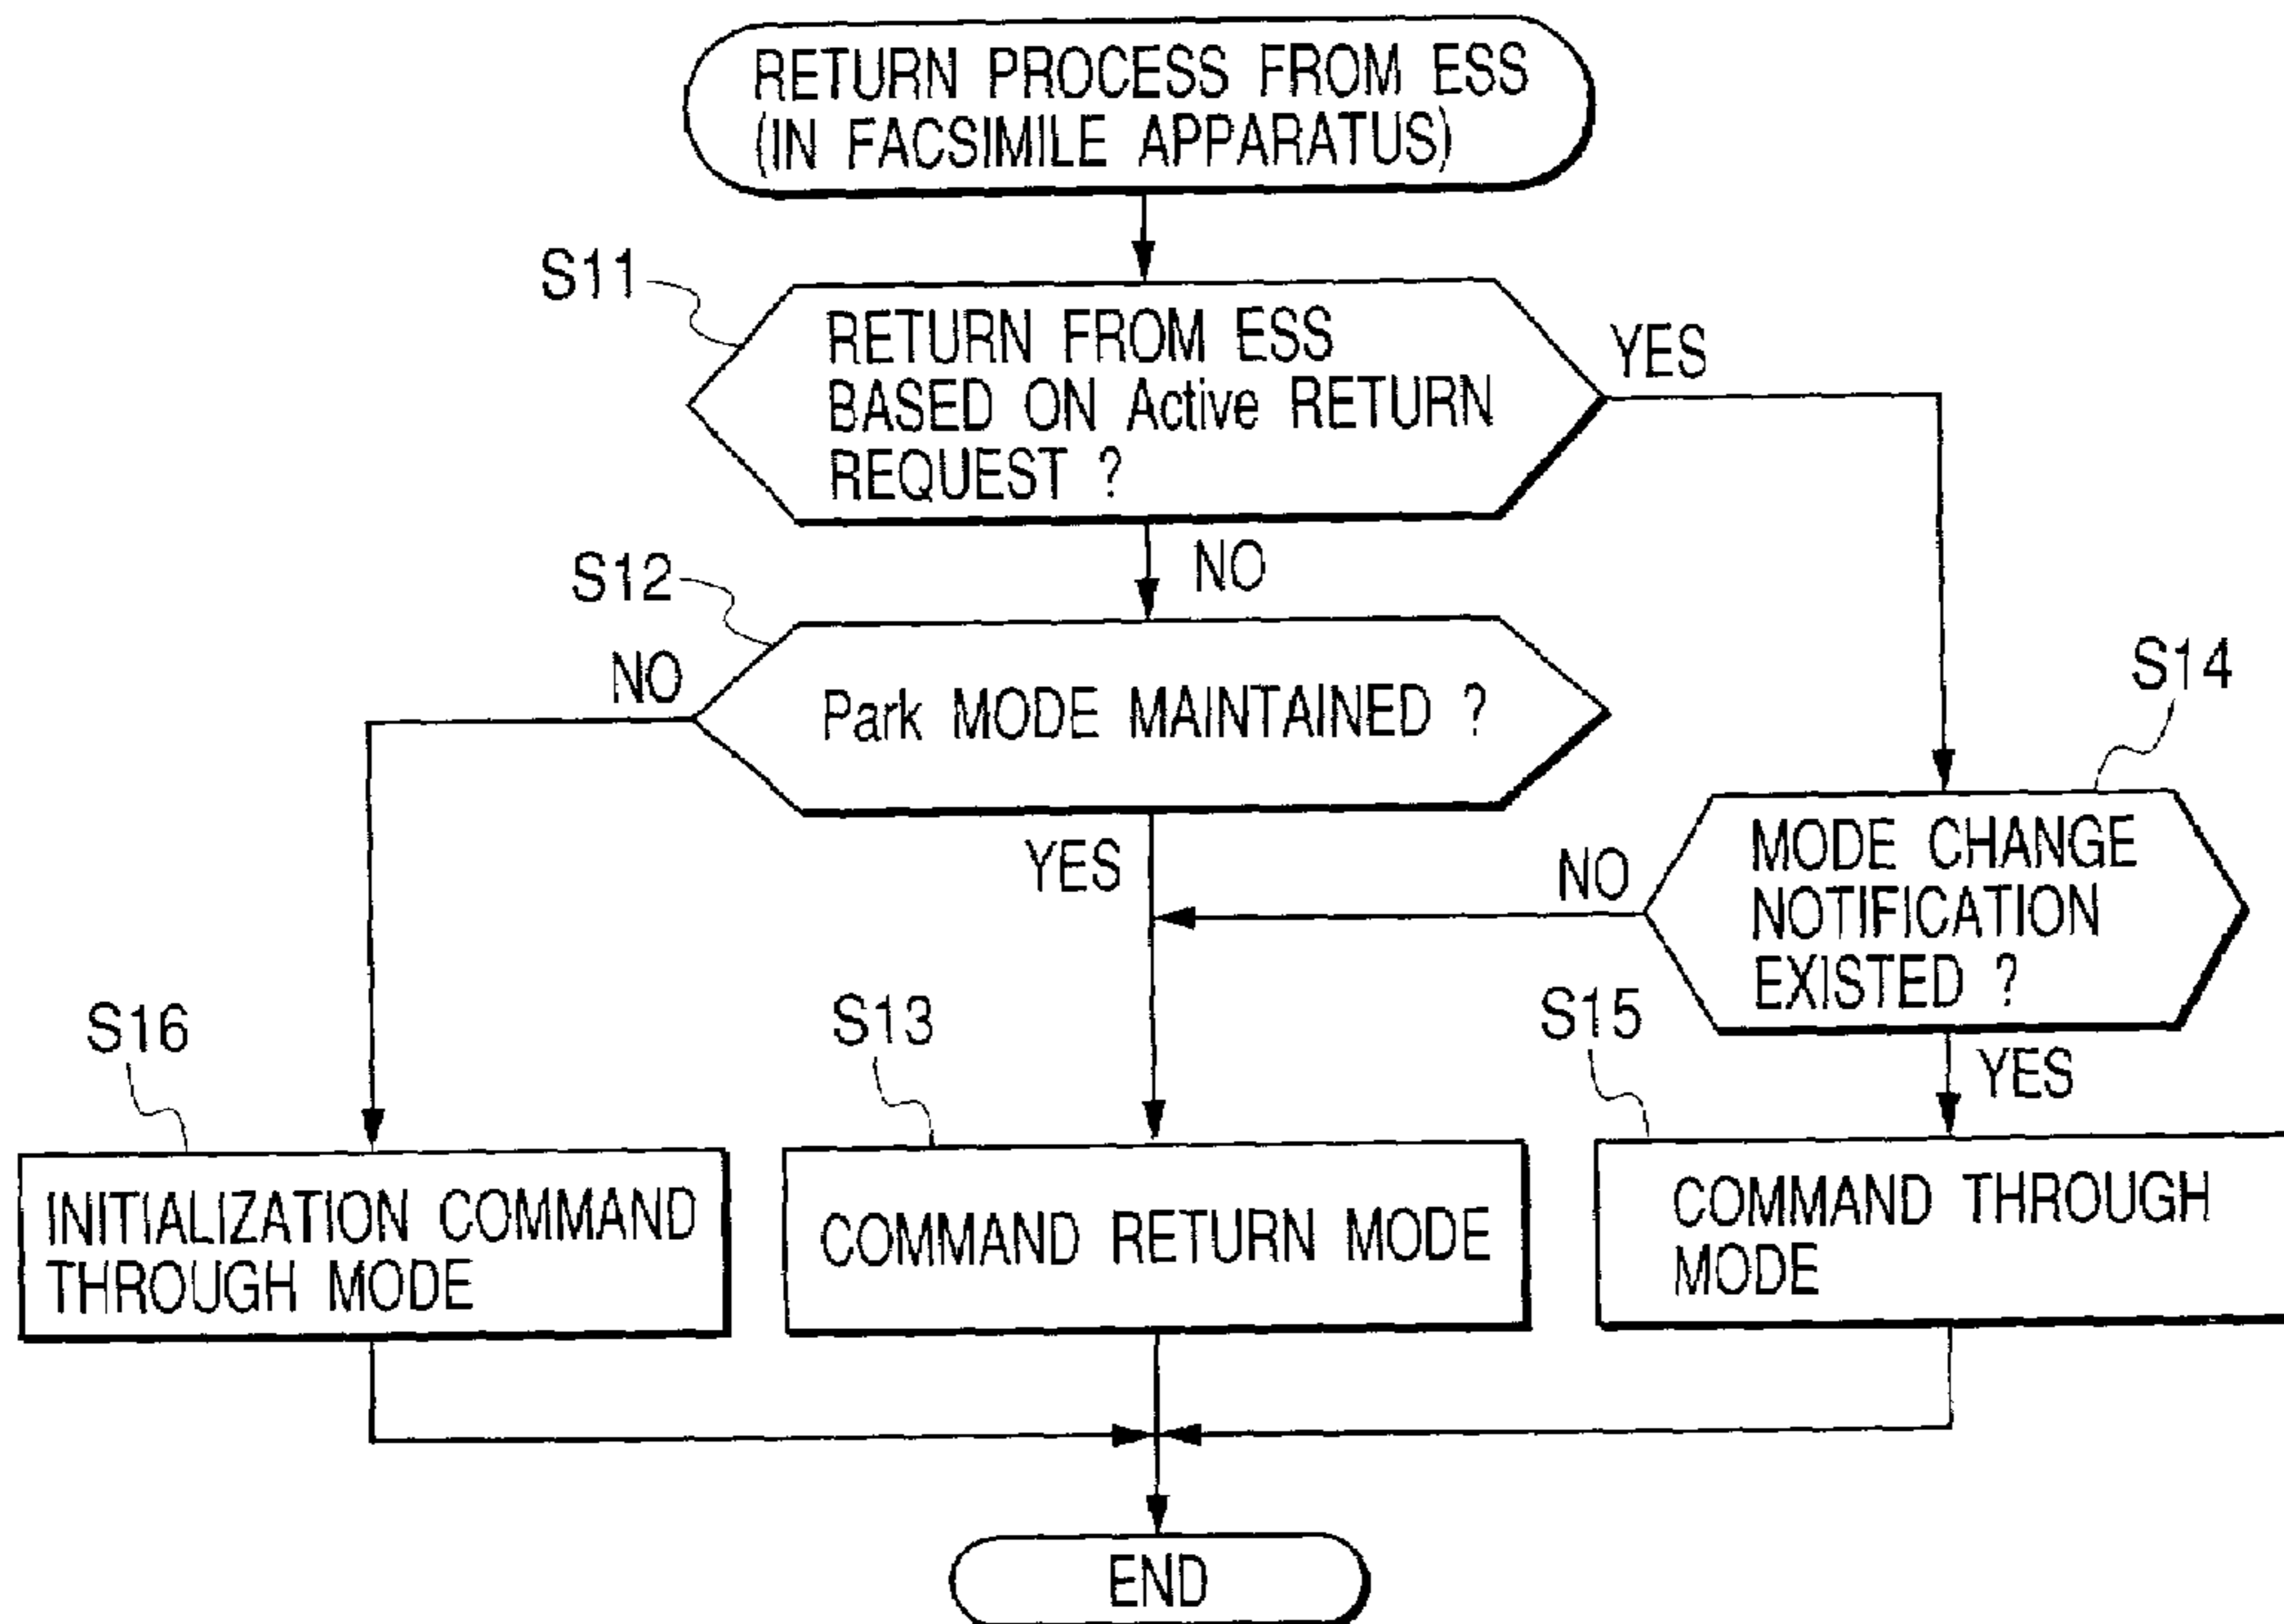 RETURN PROCESS FROM ESS
(IN FACSIMILE APPARATUS)
S11
RETURN FROM ESS
BASED ON Active RETURN
REQUEST ?
YES
NO
S12
NO
Park MODE MAINTAINED ?
YES
S14
MODE CHANGE
NOTIFICATION
EXISTED ?
NO
YES
S16
INITIALIZATION COMMAND
THROUGH MODE
S13
COMMAND RETURN MODE
S15
COMMAND THROUGH
MODE
END